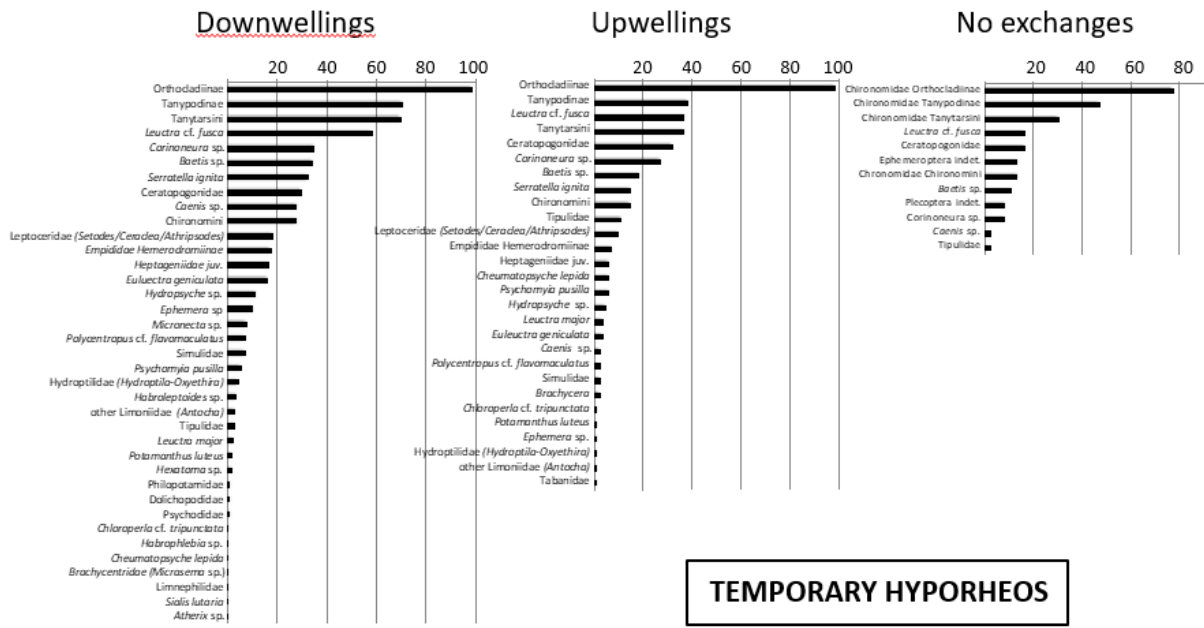 Downwellings
20 40 60 80 100
Orthocladiinae
Tanypodinae
Tanytarsini
Leuctra cf. fusca
Corinoneura sp.
Baetis sp.
Serratella ignita
Ceratopogonidae
Caenis sp.
Chironomini
Leptoceridae (Setodes/Ceraclea/Athripsodes)
Empididae Hemerodromiinae
Heptageniidae juv.
Euleuctra geniculata
Hydropsyche sp.
Ephemera sp
Micronecta sp.
Polycentropus cf. flavomaculatus
Simulidae
Psychomyia pusilla
Hydroptilidae (Hydroptila-Oxyethira)
Habroleptoides sp.
other Limoniidae (Antocha)
Tipulidae
Leuctra major
Potamanthus luteus
Hexatoma sp.
Philopotamidae
Dolichopodidae
Psychodidae
Chloroperla cf. tripunctata
Habrophlebia sp.
Cheumatopsyche lepida
Brachycentridae (Micrasema sp.)
Limnephilidae
Sialis lutaria
Atherix sp.
Upwellings
20 40 60 80 100
Orthocladiinae
Tanypodinae
Leuctra cf. fusca
Tanytarsini
Ceratopogonidae
Corinoneura sp.
Baetis sp.
Serratella ignita
Chironomini
Tipulidae
Leptoceridae (Setodes/Ceraclea/Athripsodes)
Empididae Hemerodromiinae
Heptageniidae juv.
Cheumatopsyche lepida
Psychomyia pusilla
Hydropsyche sp.
Leuctra major
Euleuctra geniculata
Caenis sp.
Polycentropus cf. flavomaculatus
Simulidae
Brachycera
Chloroperla cf. tripunctata
Potamanthus luteus
Ephemera sp.
Hydroptilidae (Hydroptila-Oxyethira)
other Limoniidae (Antocha)
Tabanidae
No exchanges
20 40 60 80
Chironomidae Orthocladiinae
Chironomidae Tanypodinae
Chironomidae Tanytarsini
Leuctra cf. fusca
Ceratopogonidae
Ephemeroptera indet.
Chronomidae Chironomini
Baetis sp.
Plecoptera indet.
Corinoneura sp.
Caenis sp.
Tipulidae
TEMPORARY HYPORHEOS